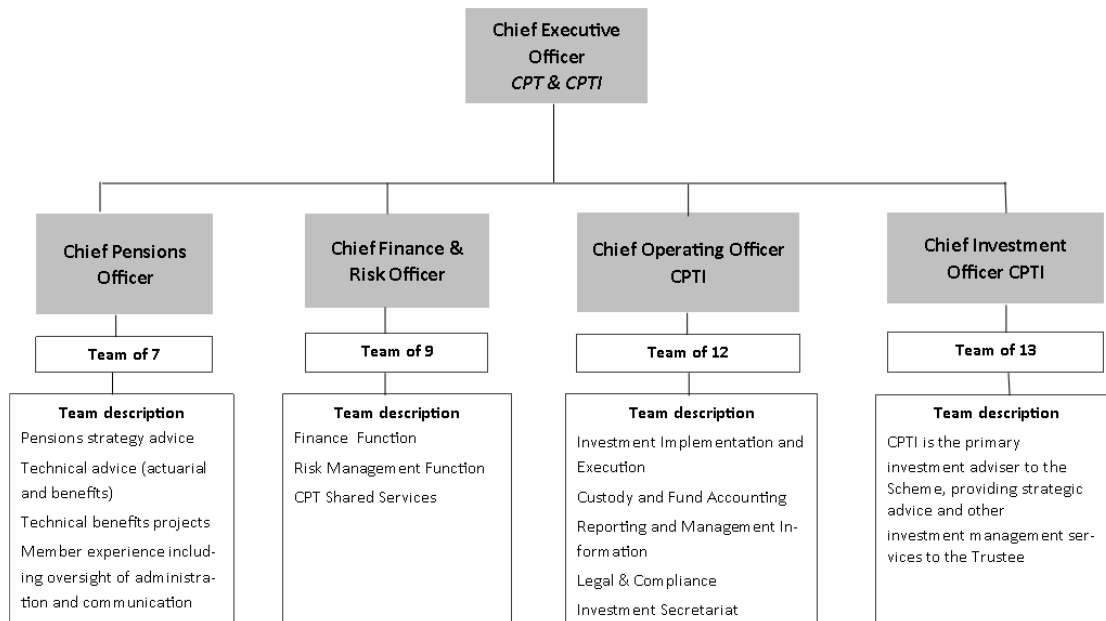 Chief Executive
Officer
CPT & CPTI
Chief Pensions
Officer
Chief Finance &
Risk Officer
Chief Operating Officer
CPTI
Chief Investment
Officer CPTI
Team of 7
Team of 9
Team of 12
Team of 13
Team description
Pensions strategy advice
Technical advice (actuarial
and benefits)
Technical benefits projects
Member experience includ-
ing oversight of administra-
tion and communication
Team description
Finance Function
Risk Management Function
CPT Shared Services
Team description
Investment Implementation and
Execution
Custody and Fund Accounting
Reporting and Management In-
formation
Legal & Compliance
Investment Secretariat
Team description
CPTI is the primary
investment adviser to the
Scheme, providing strategic
advice and other
investment management ser-
vices to the Trustee